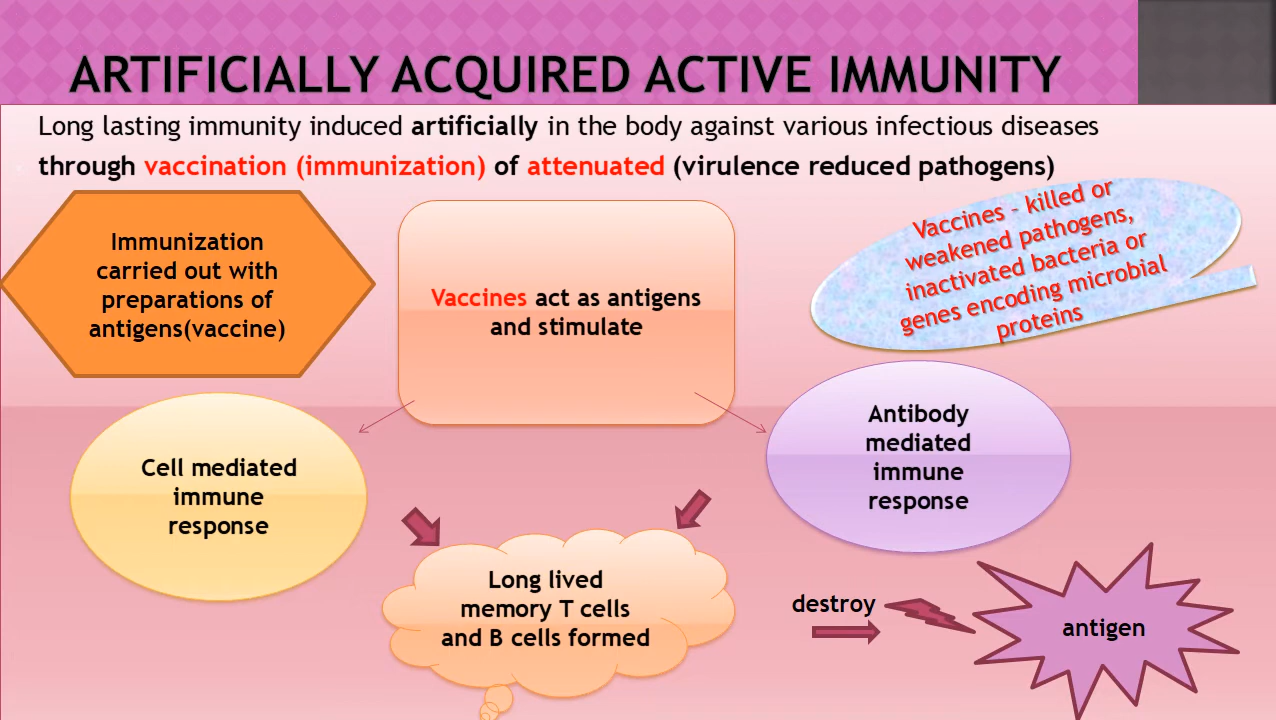 ARTIFICIALLY ACQUIRED ACTIVE IMMUNITY
Long lasting immunity induced artificially in the body against various infectious diseases
through vaccination (immunization) of attenuated (virulence reduced pathogens)
Immunization
carried out with
preparations of
antigens(vaccine)
Vaccines act as antigens
and stimulate
Vaccines – killed or
weakened pathogens,
inactivated bacteria or
genes encoding microbial
proteins
Cell mediated
immune
response
Antibody
mediated
immune
response
Long lived
memory T cells
and B cells formed
destroy
antigen